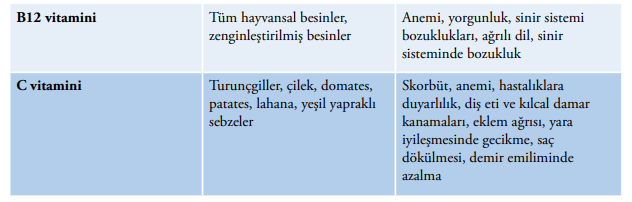 B12 vitamini
Tüm hayvansal besinler,
zenginleştirilmiş besinler
Anemi, yorgunluk, sinir sistemi
bozuklukları, ağrılı dil, sinir
sisteminde bozukluk
C vitamini
Turunçgiller, çilek, domates,
patates, lahana, yeşil yapraklı
sebzeler
Skorbüt, anemi, hastalıklara
duyarlılık, diş eti ve kılcal damar
kanamaları, eklem ağrısı, yara
iyileşmesinde gecikme, saç
dökülmesi, demir emiliminde
azalma